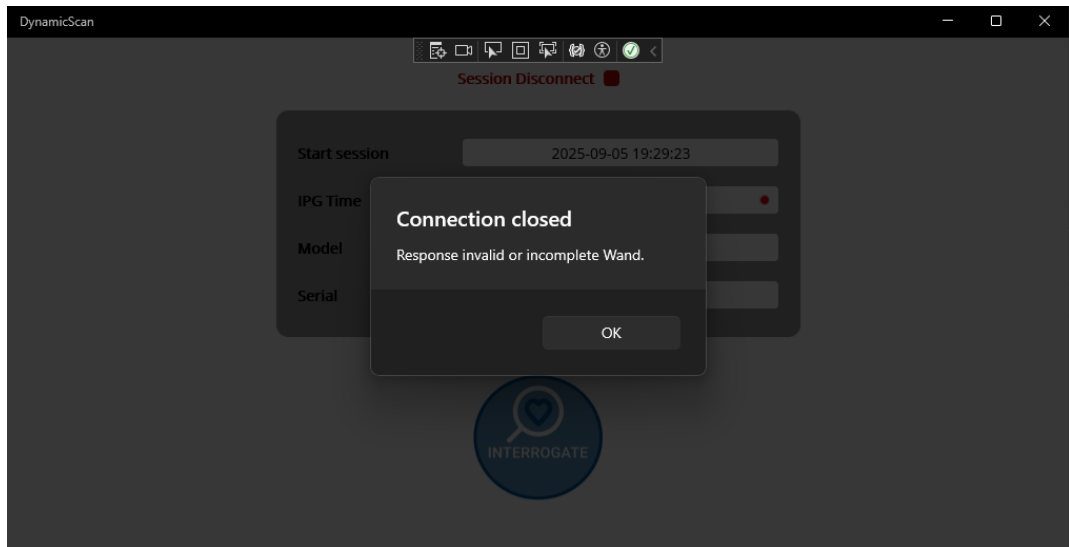 DynamicScan
Session Disconnect
Start session 2025-09-05 19:29:23
IPG Time
Model
Serial
Connection closed
Response invalid or incomplete Wand.
OK
INTERROGATE